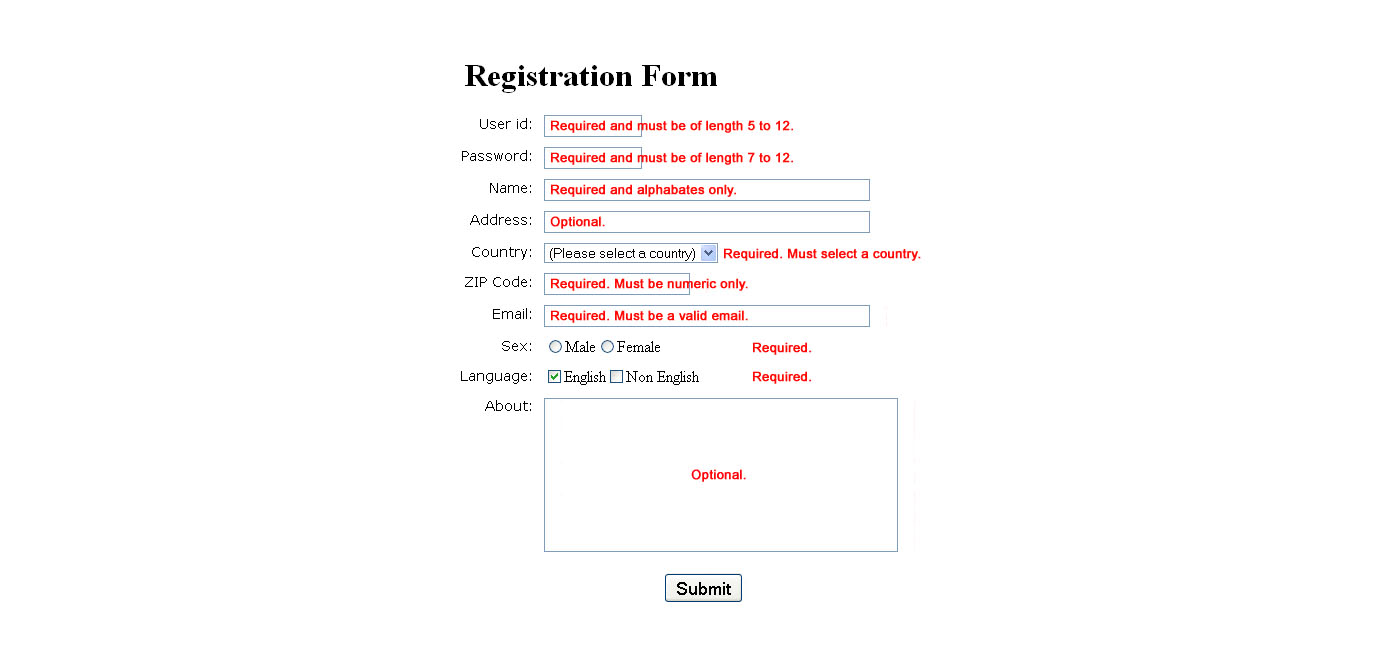 Registration Form
User id: Required and must be of length 5 to 12.
Password: Required and must be of length 7 to 12.
Name: Required and alphabates only.
Address: Optional.
Country: (Please select a country) Required. Must select a country.
ZIP Code: Required. Must be numeric only.
Email: Required. Must be a valid email.
Sex: Male Female Required.
Language: English Non English Required.
About:
Optional.
Submit